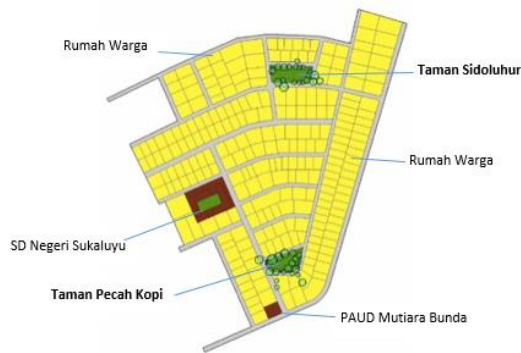 Rumah Warga
Taman Sidoluhur
Rumah Warga
SD Negeri Sukaluyu
Taman Pecah Kopi
PAUD Mutiara Bunda